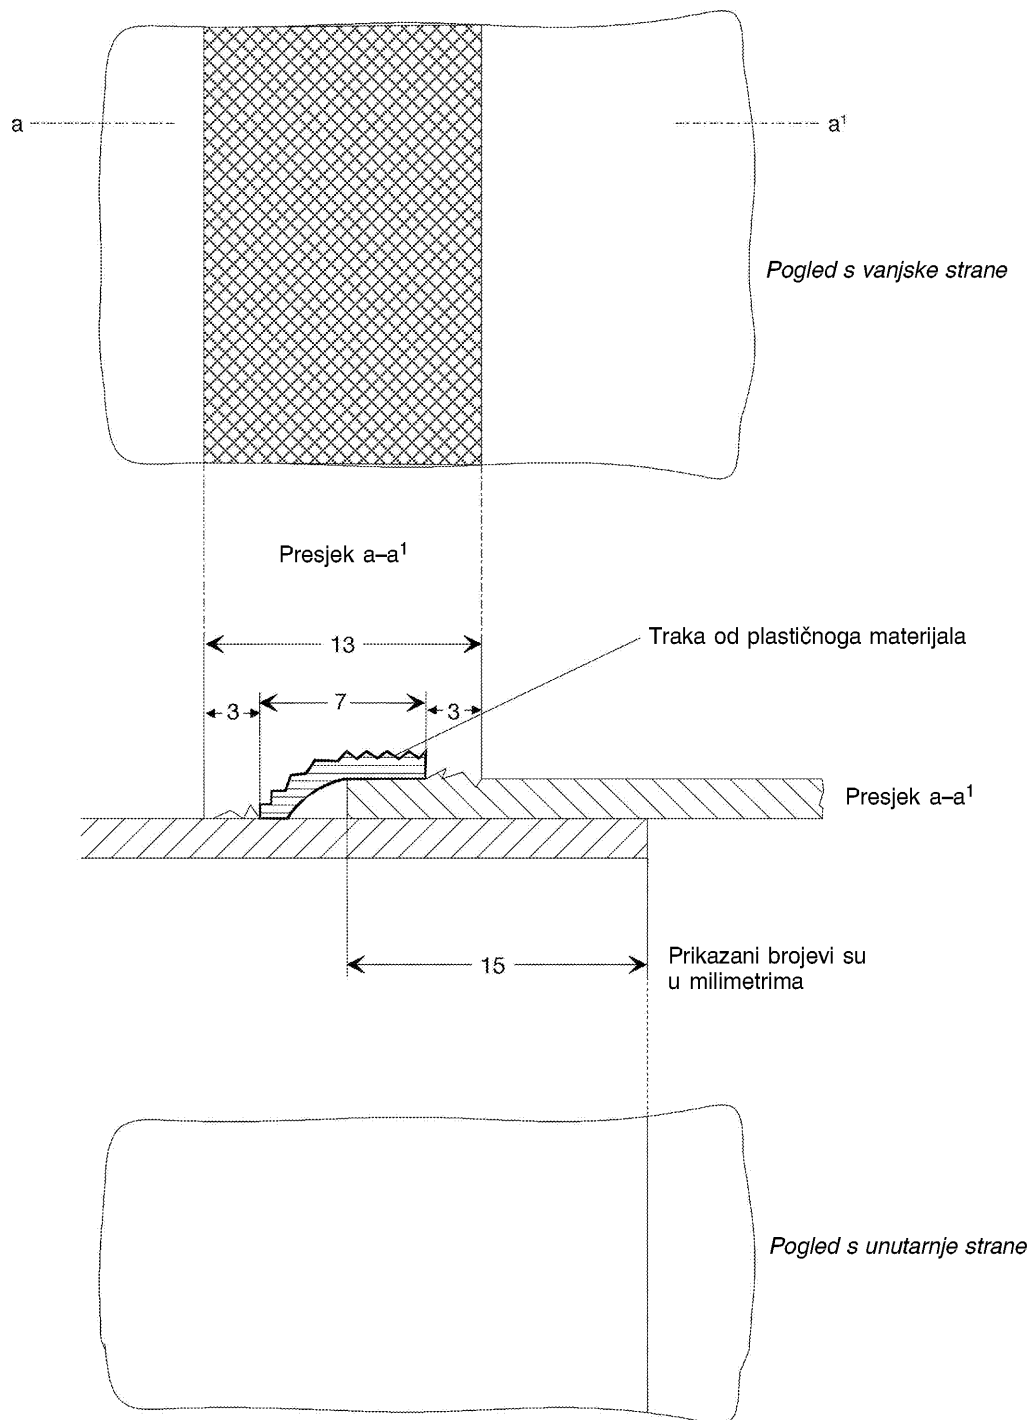 a
a¹
Pogled s vanjske strane
Presjek a–a¹
13
Traka od plastičnoga materijala
3
7
3
Presjek a–a¹
15
Prikazani brojevi su
u milimetrima
Pogled s unutarnje strane